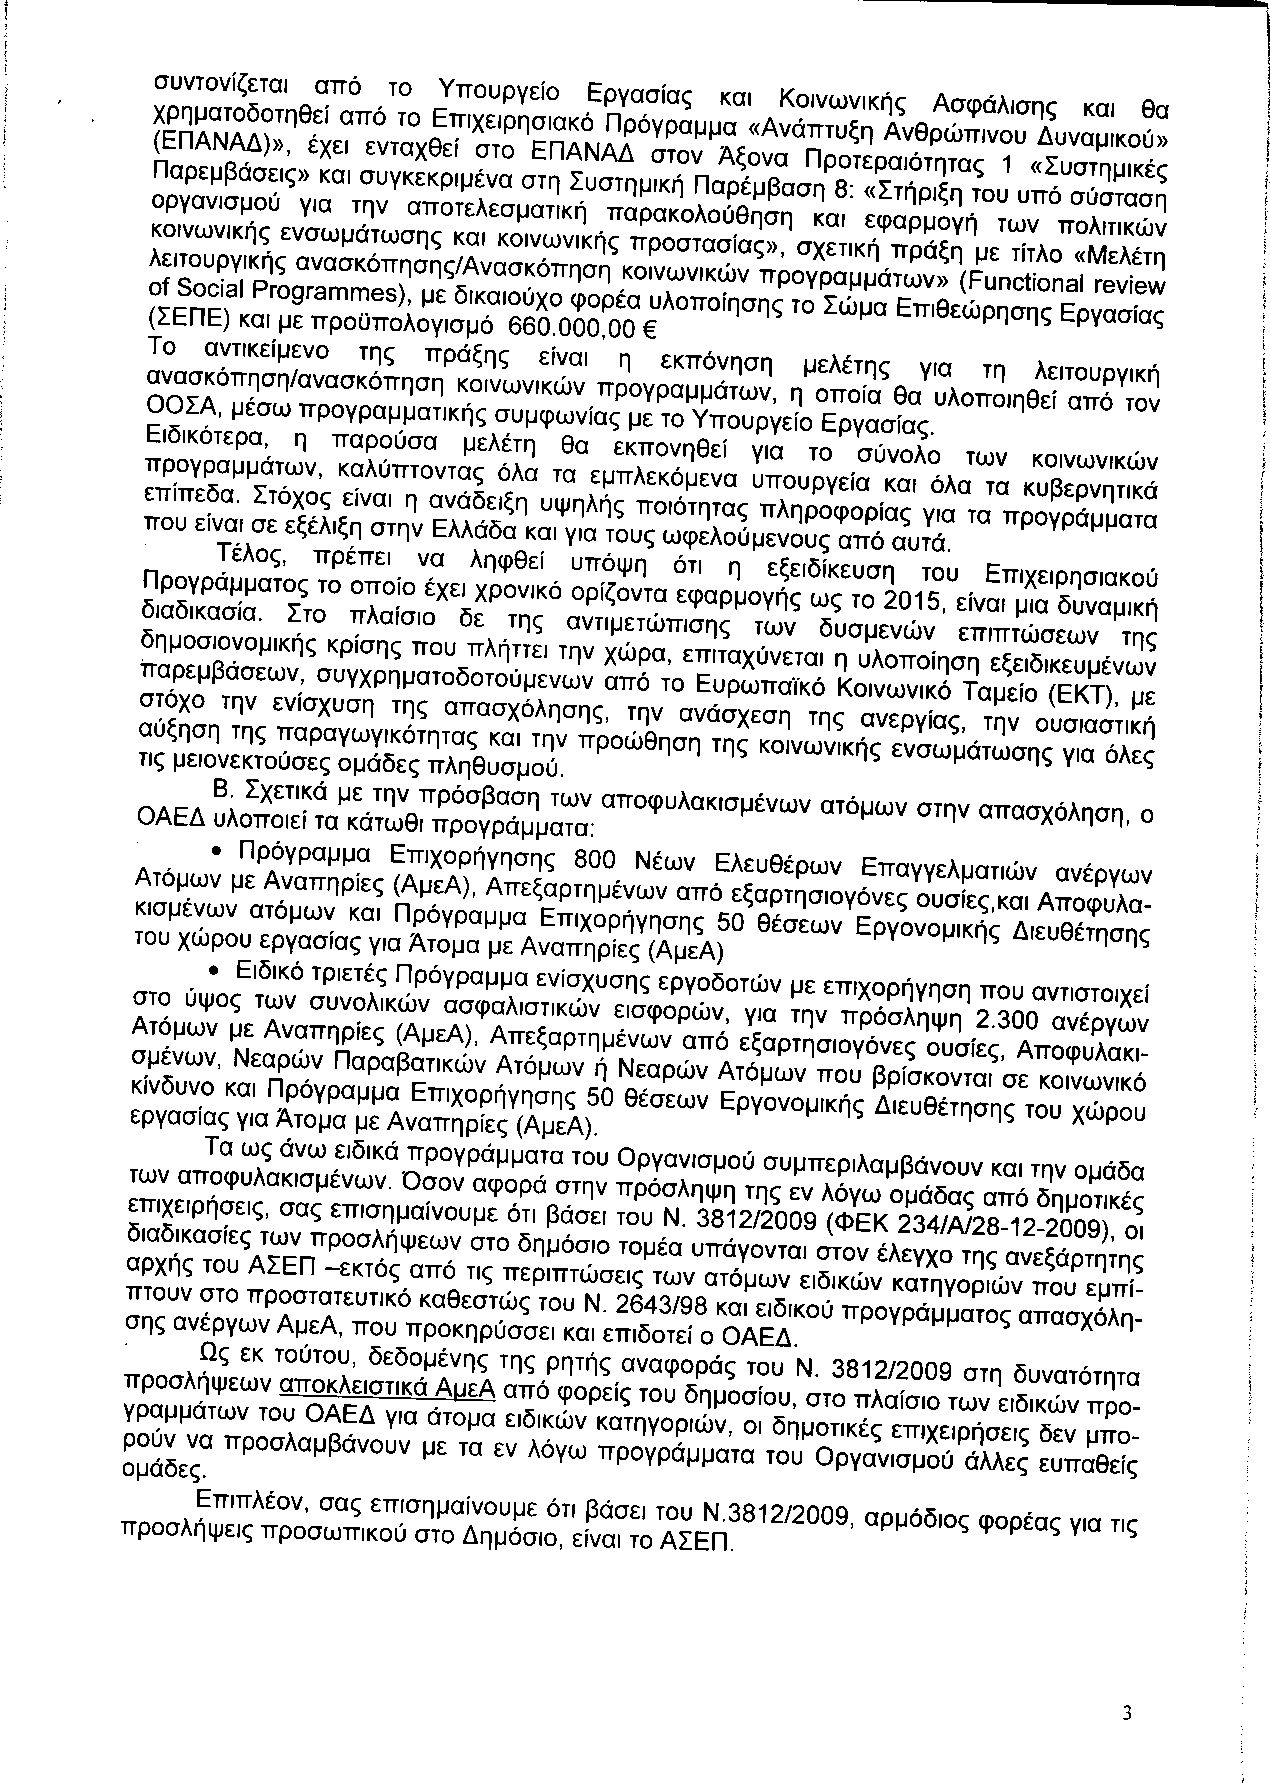 συντονίζεται από το Υπουργείο Εργασίας και Κοινωνικής Ασφάλισης και θα
χρηματοδοτηθεί από το Επιχειρησιακό Πρόγραμμα «Ανάπτυξη Ανθρώπινου Δυναμικού»
(ΕΠΑΝΑΔ)», έχει ενταχθεί στο ΕΠΑΝΑΔ στον Άξονα Προτεραιότητας 1 «Συστημικές
Παρεμβάσεις» και συγκεκριμένα στη Συστημική Παρέμβαση 8: «Στήριξη του υπό σύσταση
οργανισμού για την αποτελεσματική παρακολούθηση και εφαρμογή των πολιτικών
κοινωνικής ενσωμάτωσης και κοινωνικής προστασίας», σχετική πράξη με τίτλο «Μελέτη
λειτουργικής ανασκόπησης/Ανασκόπηση κοινωνικών προγραμμάτων» (Functional review
of Social Programmes), με δικαιούχο φορέα υλοποίησης το Σώμα Επιθεώρησης Εργασίας
(ΣΕΠΕ) και με προϋπολογισμό 660.000,00 €
Το αντικείμενο της πράξης είναι η εκπόνηση μελέτης για τη λειτουργική
ανασκόπηση/ανασκόπηση κοινωνικών προγραμμάτων, η οποία θα υλοποιηθεί από τον
ΟΟΣΑ, μέσω προγραμματικής συμφωνίας με το Υπουργείο Εργασίας.
Ειδικότερα, η παρούσα μελέτη θα εκπονηθεί για το σύνολο των κοινωνικών
προγραμμάτων, καλύπτοντας όλα τα εμπλεκόμενα υπουργεία και όλα τα κυβερνητικά
επίπεδα. Στόχος είναι η ανάδειξη υψηλής ποιότητας πληροφορίας για τα προγράμματα
που είναι σε εξέλιξη στην Ελλάδα και για τους ωφελούμενους από αυτά.
Τέλος, πρέπει να ληφθεί υπόψη ότι η εξειδίκευση του Επιχειρησιακού
Προγράμματος το οποίο έχει χρονικό ορίζοντα εφαρμογής ως το 2015, είναι μια δυναμική
διαδικασία. Στο πλαίσιο δε της αντιμετώπισης των δυσμενών επιπτώσεων της
δημοσιονομικής κρίσης που πλήττει την χώρα, επιταχύνεται η υλοποίηση εξειδικευμένων
παρεμβάσεων, συγχρηματοδοτούμενων από το Ευρωπαϊκό Κοινωνικό Ταμείο (ΕΚΤ), με
στόχο την ενίσχυση της απασχόλησης, την ανάσχεση της ανεργίας, την ουσιαστική
αύξηση της παραγωγικότητας και την προώθηση της κοινωνικής ενσωμάτωσης για όλες
τις μειονεκτούσες ομάδες πληθυσμού.
Β. Σχετικά με την πρόσβαση των αποφυλακισμένων ατόμων στην απασχόληση, ο
ΟΑΕΔ υλοποιεί τα κάτωθι προγράμματα:
• Πρόγραμμα Επιχορήγησης 800 Νέων Ελευθέρων Επαγγελματιών ανέργων
Ατόμων με Αναπηρίες (ΑμεΑ), Απεξαρτημένων από εξαρτησιογόνες ουσίες,και Αποφυλα-
κισμένων ατόμων και Πρόγραμμα Επιχορήγησης 50 θέσεων Εργονομικής Διευθέτησης
του χώρου εργασίας για Άτομα με Αναπηρίες (ΑμεΑ)
• Ειδικό τριετές Πρόγραμμα ενίσχυσης εργοδοτών με επιχορήγηση που αντιστοιχεί
στο ύψος των συνολικών ασφαλιστικών εισφορών, για την πρόσληψη 2.300 ανέργων
Ατόμων με Αναπηρίες (ΑμεΑ), Απεξαρτημένων από εξαρτησιογόνες ουσίες, Αποφυλακι-
σμένων, Νεαρών Παραβατικών Ατόμων ή Νεαρών Ατόμων που βρίσκονται σε κοινωνικό
κίνδυνο και Πρόγραμμα Επιχορήγησης 50 θέσεων Εργονομικής Διευθέτησης του χώρου
εργασίας για Άτομα με Αναπηρίες (ΑμεΑ).
Τα ως άνω ειδικά προγράμματα του Οργανισμού συμπεριλαμβάνουν και την ομάδα
των αποφυλακισμένων. Όσον αφορά στην πρόσληψη της εν λόγω ομάδας από δημοτικές
επιχειρήσεις, σας επισημαίνουμε ότι βάσει του Ν. 3812/2009 (ΦΕΚ 234/Α/28-12-2009), οι
διαδικασίες των προσλήψεων στο δημόσιο τομέα υπάγονται στον έλεγχο της ανεξάρτητης
αρχής του ΑΣΕΠ –εκτός από τις περιπτώσεις των ατόμων ειδικών κατηγοριών που εμπί-
πτουν στο προστατευτικό καθεστώς του Ν. 2643/98 και ειδικού προγράμματος απασχόλη-
σης ανέργων ΑμεΑ, που προκηρύσσει και επιδοτεί ο ΟΑΕΔ.
Ως εκ τούτου, δεδομένης της ρητής αναφοράς του Ν. 3812/2009 στη δυνατότητα
προσλήψεων αποκλειστικά ΑμεΑ από φορείς του δημοσίου, στο πλαίσιο των ειδικών προ-
γραμμάτων του ΟΑΕΔ για άτομα ειδικών κατηγοριών, οι δημοτικές επιχειρήσεις δεν μπο-
ρούν να προσλαμβάνουν με τα εν λόγω προγράμματα του Οργανισμού άλλες ευπαθείς
ομάδες.
Επιπλέον, σας επισημαίνουμε ότι βάσει του Ν.3812/2009, αρμόδιος φορέας για τις
προσλήψεις προσωπικού στο Δημόσιο, είναι το ΑΣΕΠ.
3